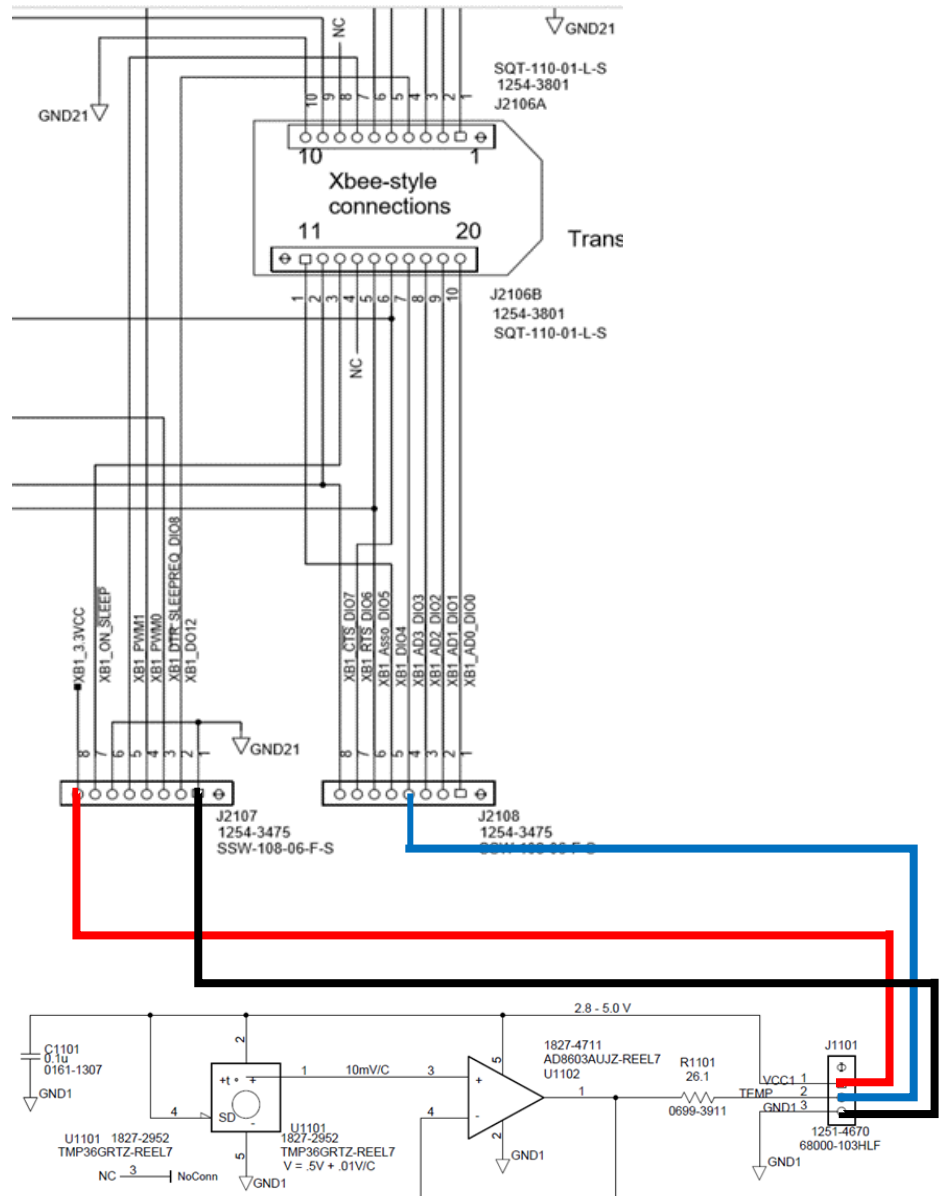 GND21
NC
SQT-110-01-L-S
1254-3801
J2106A
GND21
10 9 8 7 6 5 4 3 2 1
10 1
Xbee-style
connections
11 20
Trans
1 2 3 4 5 6 7 8 9 10
J2106B
1254-3801
SQT-110-01-L-S
NC
XB1_3.3VCC
XB1_ON_SLEEP
XB1_PWM1
XB1_PWM0
XB1_DTR_SLEEPREQ_DIO8
XB1_DO12
XB1_CTS_DIO7
XB1_RTS_DIO6
XB1_Asso_DIO5
XB1_DIO4
XB1_AD3_DIO3
XB1_AD2_DIO2
XB1_AD1_DIO1
XB1_AD0_DIO0
GND21
8 7 6 5 4 3 2 1
8 7 6 5 4 3 2 1
J2107
1254-3475
SSW-108-06-F-S
J2108
1254-3475
SSW-108-06-F-S
2.8 - 5.0 V
C1101
0.1u
0161-1307
GND1
2
+t° +
SD
-
1
10mV/C
4
5
U1101 1827-2952
TMP36GRTZ-REEL7
NC 3 NoConn
U1101
1827-2952
TMP36GRTZ-REEL7
V = .5V + .01V/C
GND1
1827-4711
AD8603AUJZ-REEL7
U1102
3 +
4 -
5
2
1
GND1
R1101
26.1
0699-3911
J1101
VCC1 1
TEMP 2
GND1 3
1251-4670
68000-103HLF
GND1